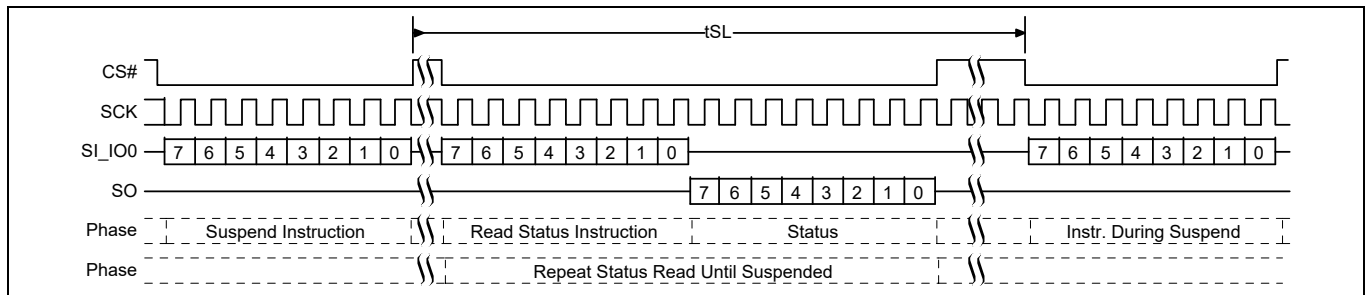 tSL
CS#
SCK
SI_IO0 7 6 5 4 3 2 1 0 7 6 5 4 3 2 1 0 7 6 5 4 3 2 1 0
SO 7 6 5 4 3 2 1 0
Phase Suspend Instruction Read Status Instruction Status Instr. During Suspend
Phase Repeat Status Read Until Suspended